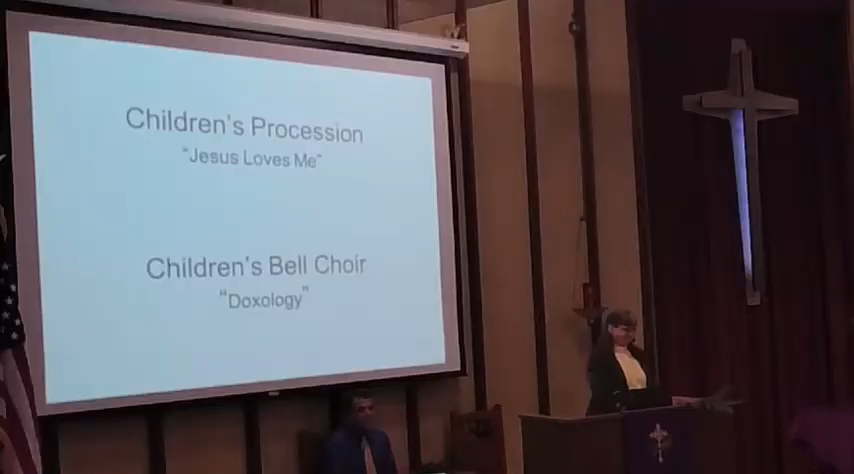 Children's Procession
"Jesus Loves Me"
Children's Bell Choir
"Doxology"